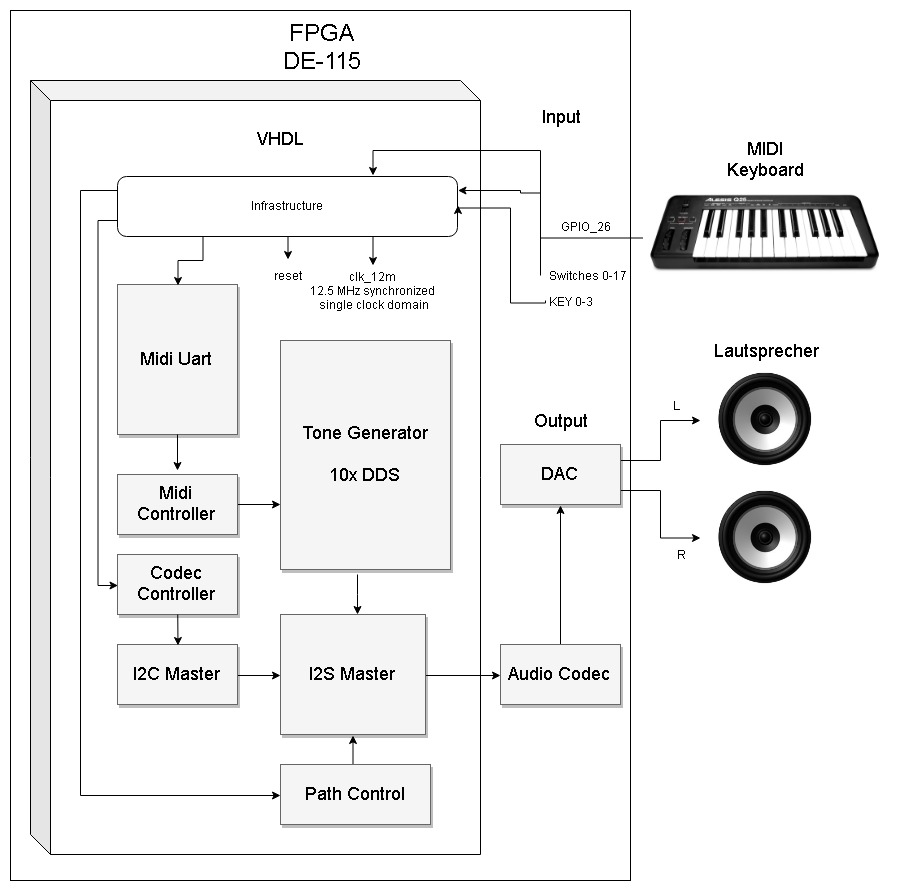 FPGA
DE-115
Input
VHDL
MIDI
Keyboard
ALESIS Q25
Infrastructure
GPIO_26
reset
clk_12m
12.5 MHz synchronized
single clock domain
Switches 0-17
KEY 0-3
Midi Uart
Lautsprecher
L
Tone Generator
10x DDS
Output
DAC
Midi
Controller
R
Codec
Controller
I2C Master
I2S Master
Audio Codec
Path Control